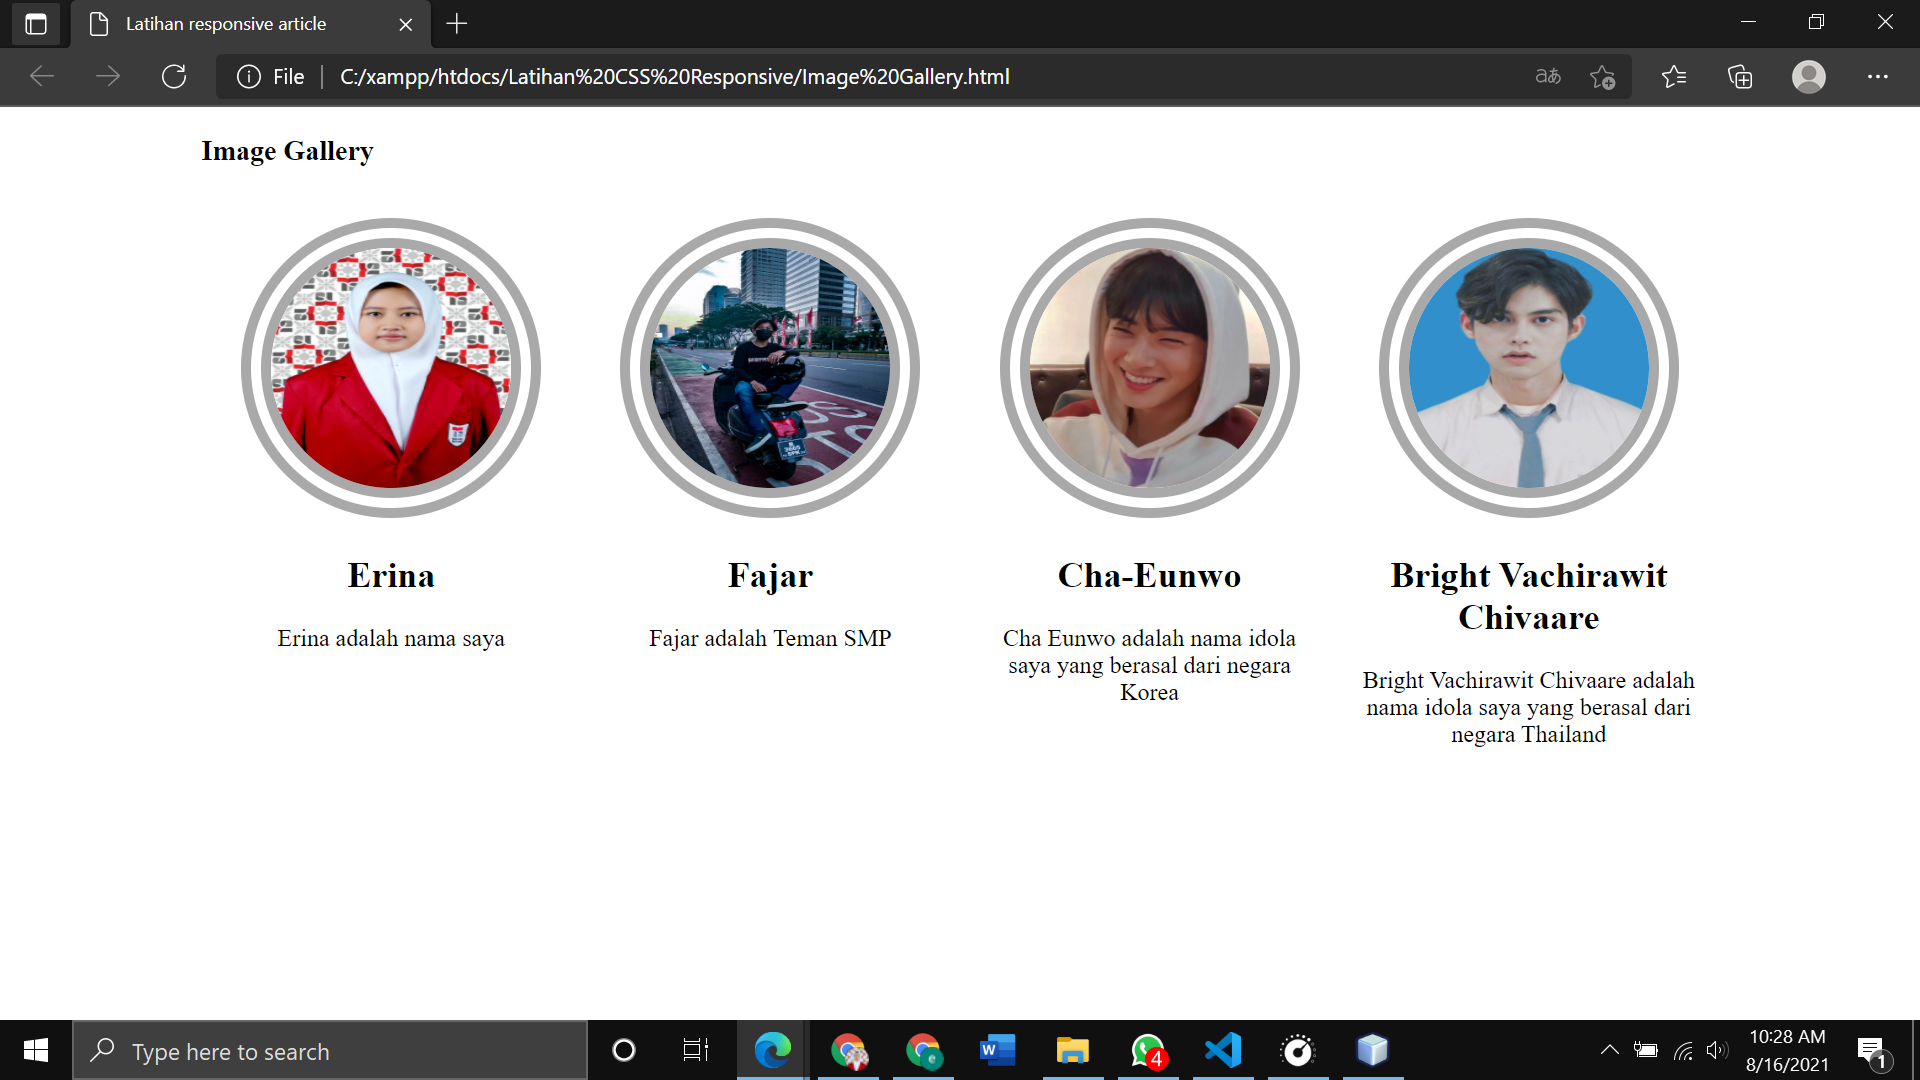 Latihan responsive article
File
C:/xampp/htdocs/Latihan%20CSS%20Responsive/Image%20Gallery.html
Image Gallery
Erina
Fajar
Cha-Eunwo
Bright Vachirawit
Chivaare
Erina adalah nama saya
Fajar adalah Teman SMP
Cha Eunwo adalah nama idola
saya yang berasal dari negara
Korea
Bright Vachirawit Chivaare adalah
nama idola saya yang berasal dari
negara Thailand
Type here to search
4
10:28 AM
8/16/2021
1